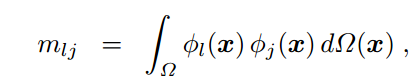 m_{lj} = ∫_Ω ϕ_l(𝒙) ϕ_j(𝒙) dΩ(𝒙) ,